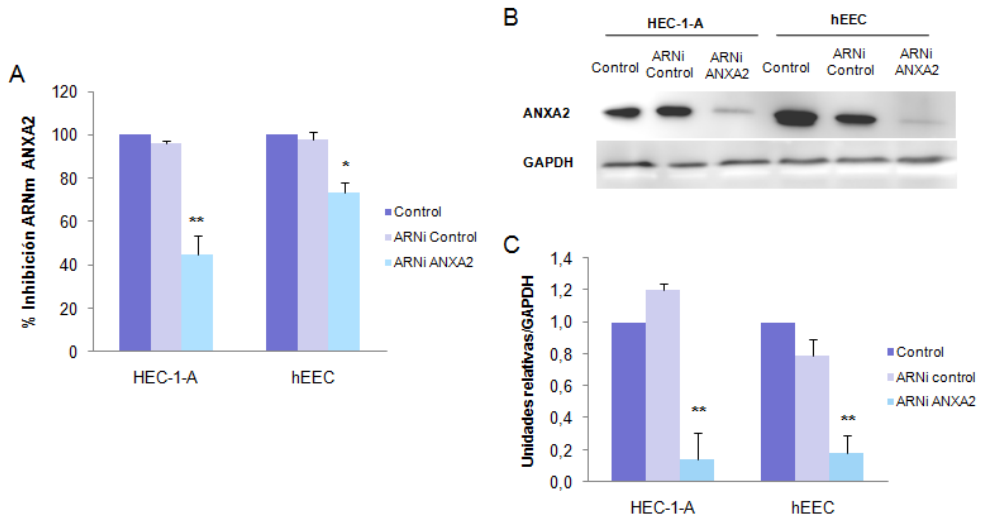 A
% Inhibición ARNm ANXA2
120
100
80
60
40
20
0
**
*
HEC-1-A
hEEC
Control
ARNi Control
ARNi ANXA2
B
HEC-1-A
hEEC
Control
ARNi
Control
ARNi
ANXA2
Control
ARNi
Control
ARNi
ANXA2
ANXA2
GAPDH
C
Unidades relativas/GAPDH
1,4
1,2
1,0
0,8
0,6
0,4
0,2
0,0
**
**
HEC-1-A
hEEC
Control
ARNi control
ARNi ANXA2